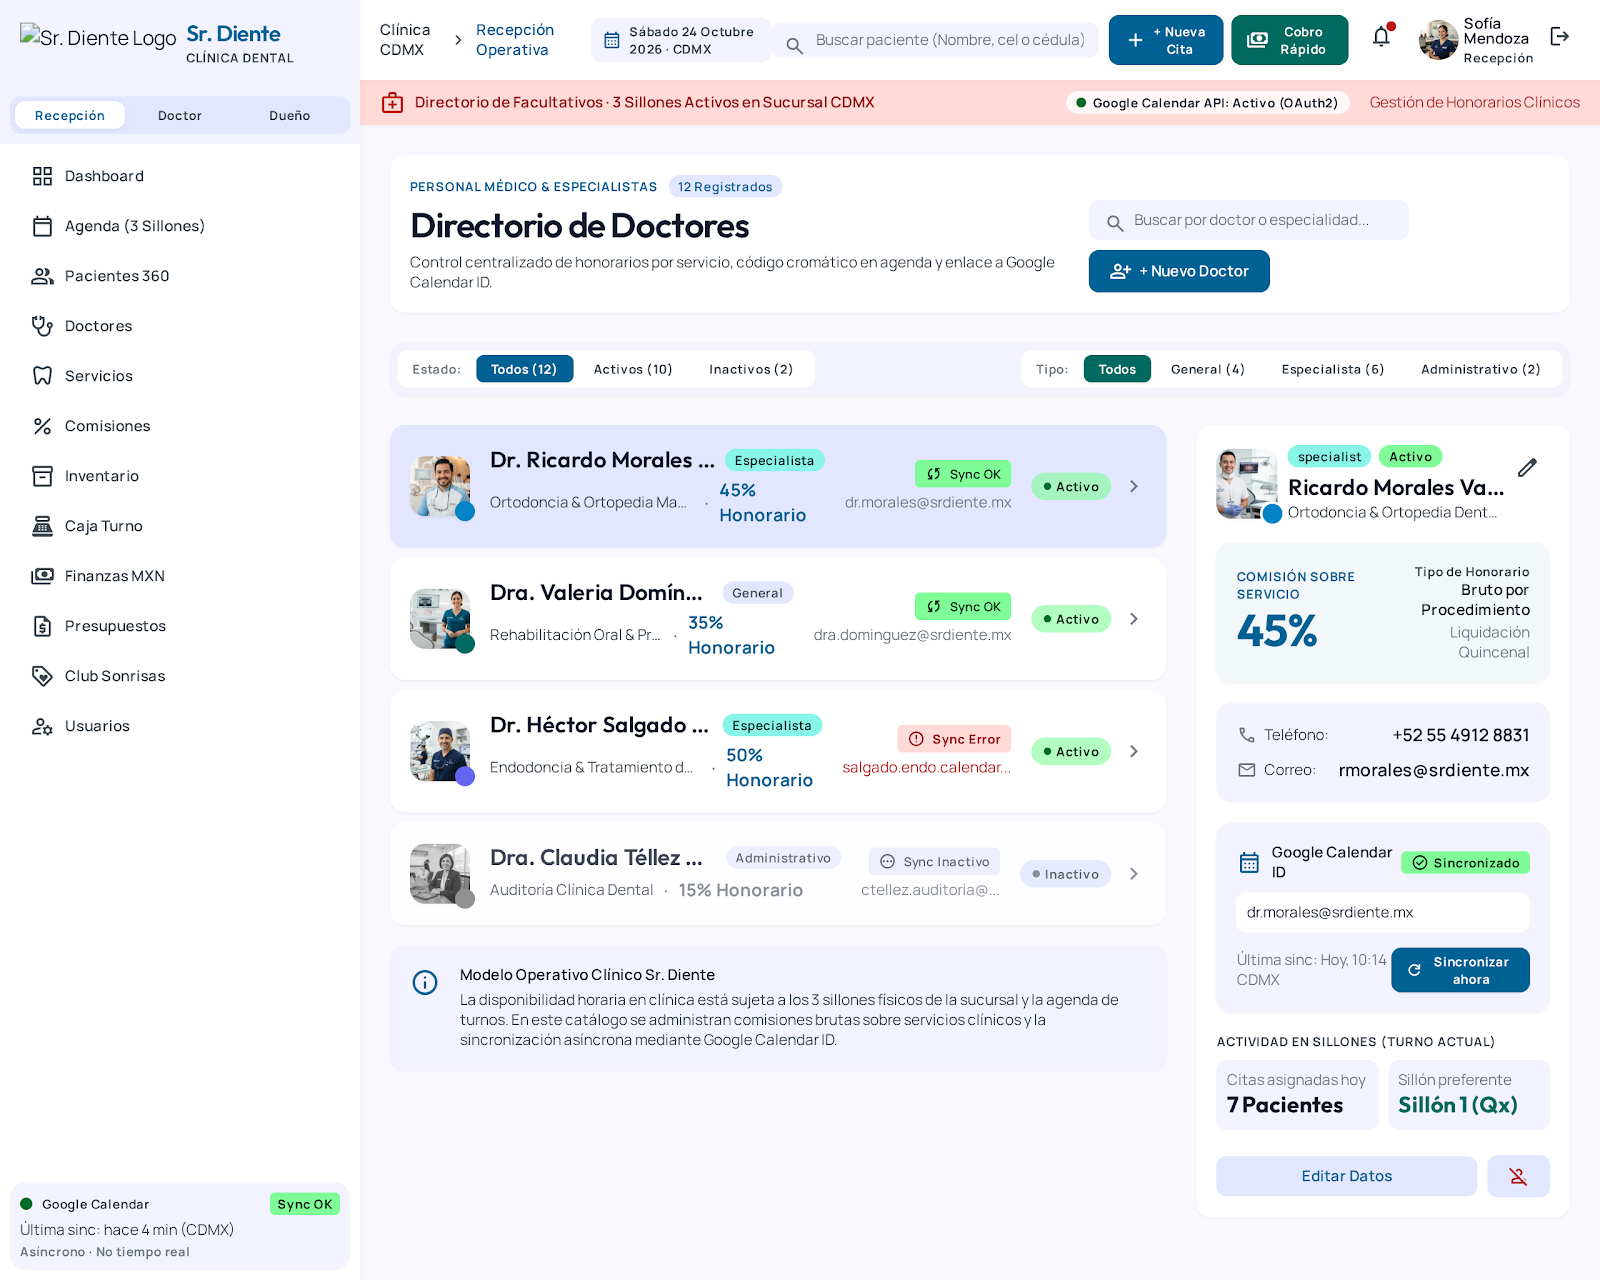 Sr. Diente Logo
Sr. Diente
CLÍNICA DENTAL
Recepción
Doctor
Dueño
Dashboard
Agenda (3 Sillones)
Pacientes 360
Doctores
Servicios
Comisiones
Inventario
Caja Turno
Finanzas MXN
Presupuestos
Club Sonrisas
Usuarios
Google Calendar
Sync OK
Última sinc: hace 4 min (CDMX)
Asíncrono · No tiempo real
Clínica
CDMX
Recepción
Operativa
Sábado 24 Octubre
2026 · CDMX
Buscar paciente (Nombre, cel o cédula)
+ Nueva
Cita
Cobro
Rápido
Sofía
Mendoza
Recepción
Directorio de Facultativos · 3 Sillones Activos en Sucursal CDMX
Google Calendar API: Activo (OAuth2)
Gestión de Honorarios Clínicos
PERSONAL MÉDICO & ESPECIALISTAS
12 Registrados
Directorio de Doctores
Control centralizado de honorarios por servicio, código cromático en agenda y enlace a Google
Calendar ID.
Buscar por doctor o especialidad...
+ Nuevo Doctor
Estado:
Todos (12)
Activos (10)
Inactivos (2)
Tipo:
Todos
General (4)
Especialista (6)
Administrativo (2)
Dr. Ricardo Morales ...
Especialista
Ortodoncia & Ortopedia Ma...
·
45%
Honorario
Sync OK
dr.morales@srdiente.mx
Activo
Dra. Valeria Domín...
General
Rehabilitación Oral & Pr...
·
35%
Honorario
Sync OK
dra.dominguez@srdiente.mx
Activo
Dr. Héctor Salgado ...
Especialista
Endodoncia & Tratamiento d...
·
50%
Honorario
Sync Error
salgado.endo.calendar...
Activo
Dra. Claudia Téllez ...
Administrativo
Auditoría Clínica Dental · 15% Honorario
Sync Inactivo
ctellez.auditoria@...
Inactivo
Modelo Operativo Clínico Sr. Diente
La disponibilidad horaria en clínica está sujeta a los 3 sillones físicos de la sucursal y la agenda de
turnos. En este catálogo se administran comisiones brutas sobre servicios clínicos y la
sincronización asíncrona mediante Google Calendar ID.
specialist
Activo
Ricardo Morales Va...
Ortodoncia & Ortopedia Dent...
COMISIÓN SOBRE
SERVICIO
45%
Tipo de Honorario
Bruto por
Procedimiento
Liquidación
Quincenal
Teléfono:
+52 55 4912 8831
Correo:
rmorales@srdiente.mx
Google Calendar
ID
Sincronizado
dr.morales@srdiente.mx
Última sinc: Hoy, 10:14
CDMX
Sincronizar
ahora
ACTIVIDAD EN SILLONES (TURNO ACTUAL)
Citas asignadas hoy
7 Pacientes
Sillón preferente
Sillón 1 (Qx)
Editar Datos